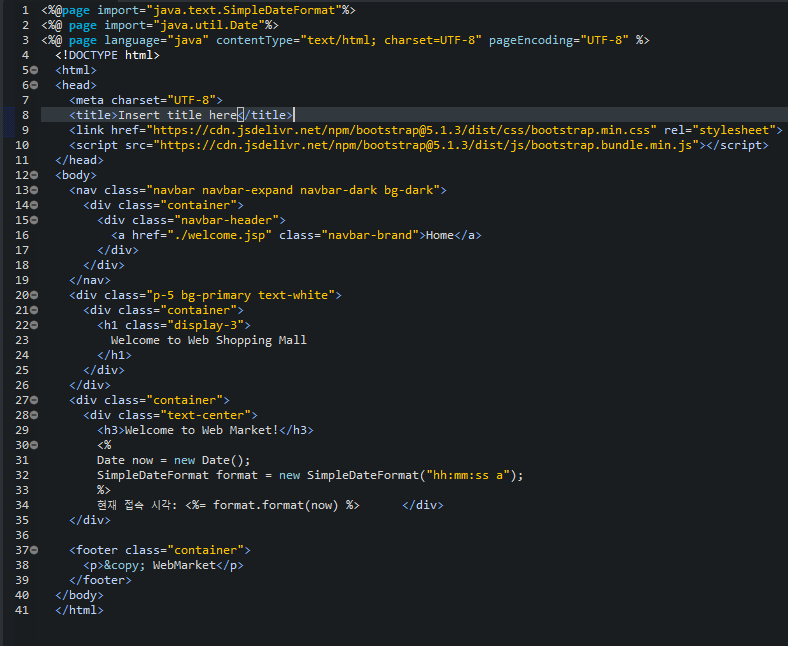 1 <%@page import="java.text.SimpleDateFormat"%>
2 <%@ page import="java.util.Date"%>
3 <%@ page language="java" contentType="text/html; charset=UTF-8" pageEncoding="UTF-8" %>
4 <!DOCTYPE html>
5 <html>
6 <head>
7 <meta charset="UTF-8">
8 <title>Insert title here</title>
9 <link href="https://cdn.jsdelivr.net/npm/bootstrap@5.1.3/dist/css/bootstrap.min.css" rel="stylesheet">
10 <script src="https://cdn.jsdelivr.net/npm/bootstrap@5.1.3/dist/js/bootstrap.bundle.min.js"></script>
11 </head>
12 <body>
13 <nav class="navbar navbar-expand navbar-dark bg-dark">
14 <div class="container">
15 <div class="navbar-header">
16 <a href="./welcome.jsp" class="navbar-brand">Home</a>
17 </div>
18 </div>
19 </nav>
20 <div class="p-5 bg-primary text-white">
21 <div class="container">
22 <h1 class="display-3">
23 Welcome to Web Shopping Mall
24 </h1>
25 </div>
26 </div>
27 <div class="container">
28 <div class="text-center">
29 <h3>Welcome to Web Market!</h3>
30 <%
31 Date now = new Date();
32 SimpleDateFormat format = new SimpleDateFormat("hh:mm:ss a");
33 %>
34 현재 접속 시각: <%= format.format(now) %> </div>
35 </div>
36
37 <footer class="container">
38 <p>&copy; WebMarket</p>
39 </footer>
40 </body>
41 </html>